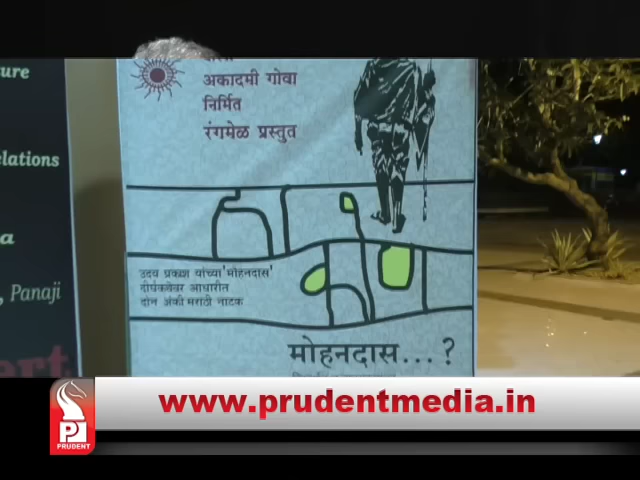 अकादमी गोवा
निर्मित
रंगमेळ प्रस्तुत
उदय प्रकाश यांच्या 'मोहनदास'
दीर्घकथेवर आधारीत
दोन अंकी मराठी नाटक
मोहनदास...?
ure
elations
a
, Panaji
ert
www.prudentmedia.in
PRUDENT